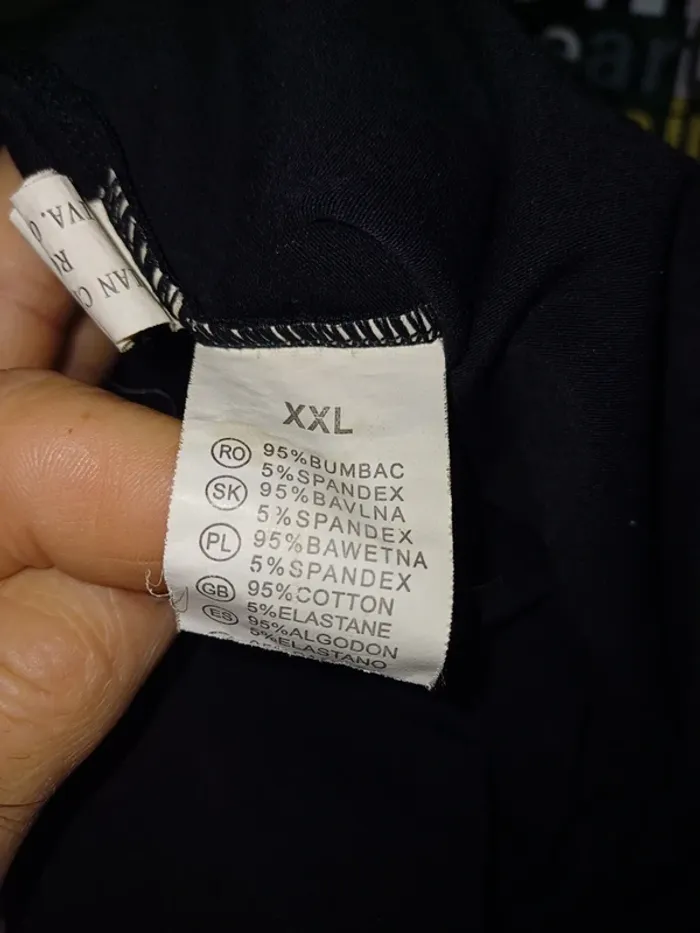 XXL
RO 95%BUMBAC
5%SPANDEX
SK 95%BAVLNA
5%SPANDEX
PL 95%BAWETNA
5%SPANDEX
GB 95%COTTON
5%ELASTANE
ES 95%ALGODON
5%ELASTANO